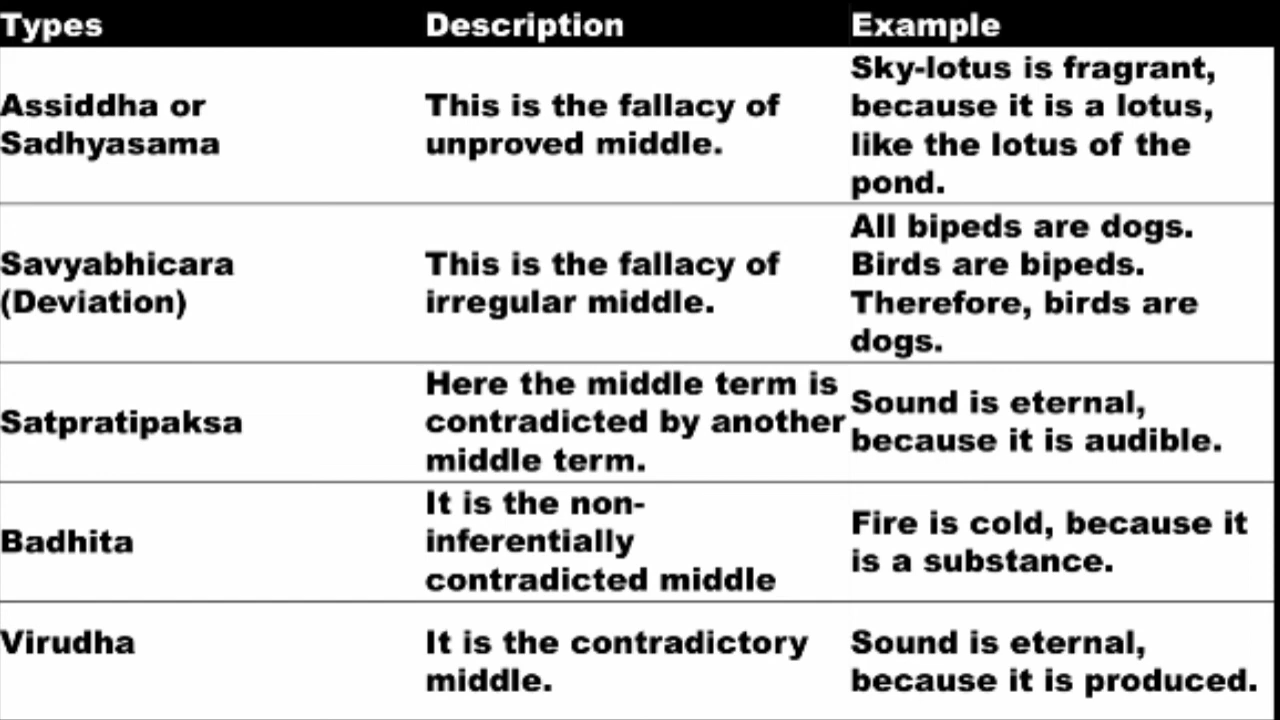 Types Description Example
Assiddha or
Sadhyasama
This is the fallacy of
unproved middle.
Sky-lotus is fragrant,
because it is a lotus,
like the lotus of the
pond.
Savyabhicara
(Deviation)
This is the fallacy of
irregular middle.
All bipeds are dogs.
Birds are bipeds.
Therefore, birds are
dogs.
Satpratipaksa
Here the middle term is
contradicted by another
middle term.
Sound is eternal,
because it is audible.
Badhita
It is the non-
inferentially
contradicted middle
Fire is cold, because it
is a substance.
Virudha
It is the contradictory
middle.
Sound is eternal,
because it is produced.